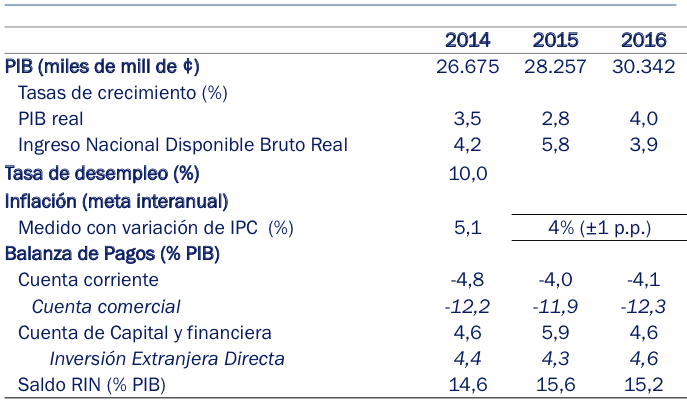 2014 2015 2016
PIB (miles de mill de ¢) 26.675 28.257 30.342
Tasas de crecimiento (%)
PIB real 3,5 2,8 4,0
Ingreso Nacional Disponible Bruto Real 4,2 5,8 3,9
Tasa de desempleo (%) 10,0
Inflación (meta interanual)
Medido con variación de IPC (%) 5,1 4% (±1 p.p.)
Balanza de Pagos (% PIB)
Cuenta corriente -4,8 -4,0 -4,1
Cuenta comercial -12,2 -11,9 -12,3
Cuenta de Capital y financiera 4,6 5,9 4,6
Inversión Extranjera Directa 4,4 4,3 4,6
Saldo RIN (% PIB) 14,6 15,6 15,2